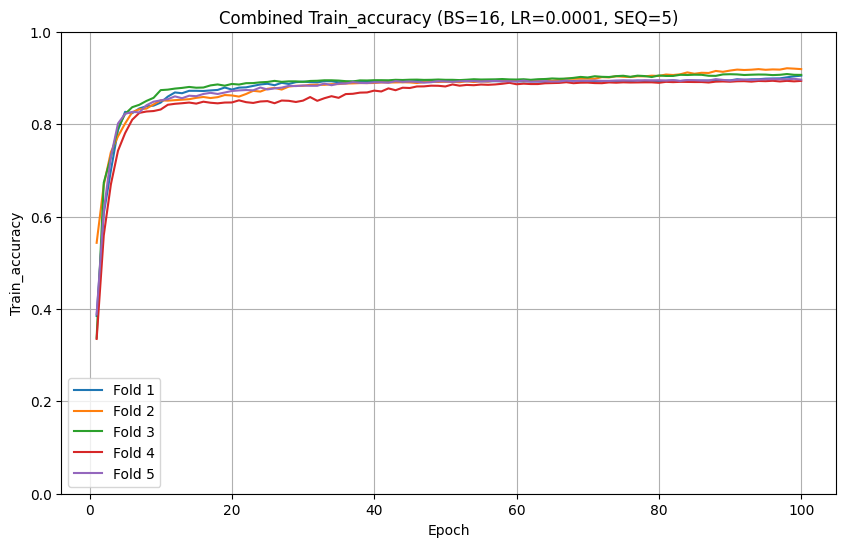 Combined Train_accuracy (BS=16, LR=0.0001, SEQ=5)
Train_accuracy
1.0
0.8
0.6
0.4
0.2
0.0
Fold 1
Fold 2
Fold 3
Fold 4
Fold 5
0 20 40 60 80 100
Epoch